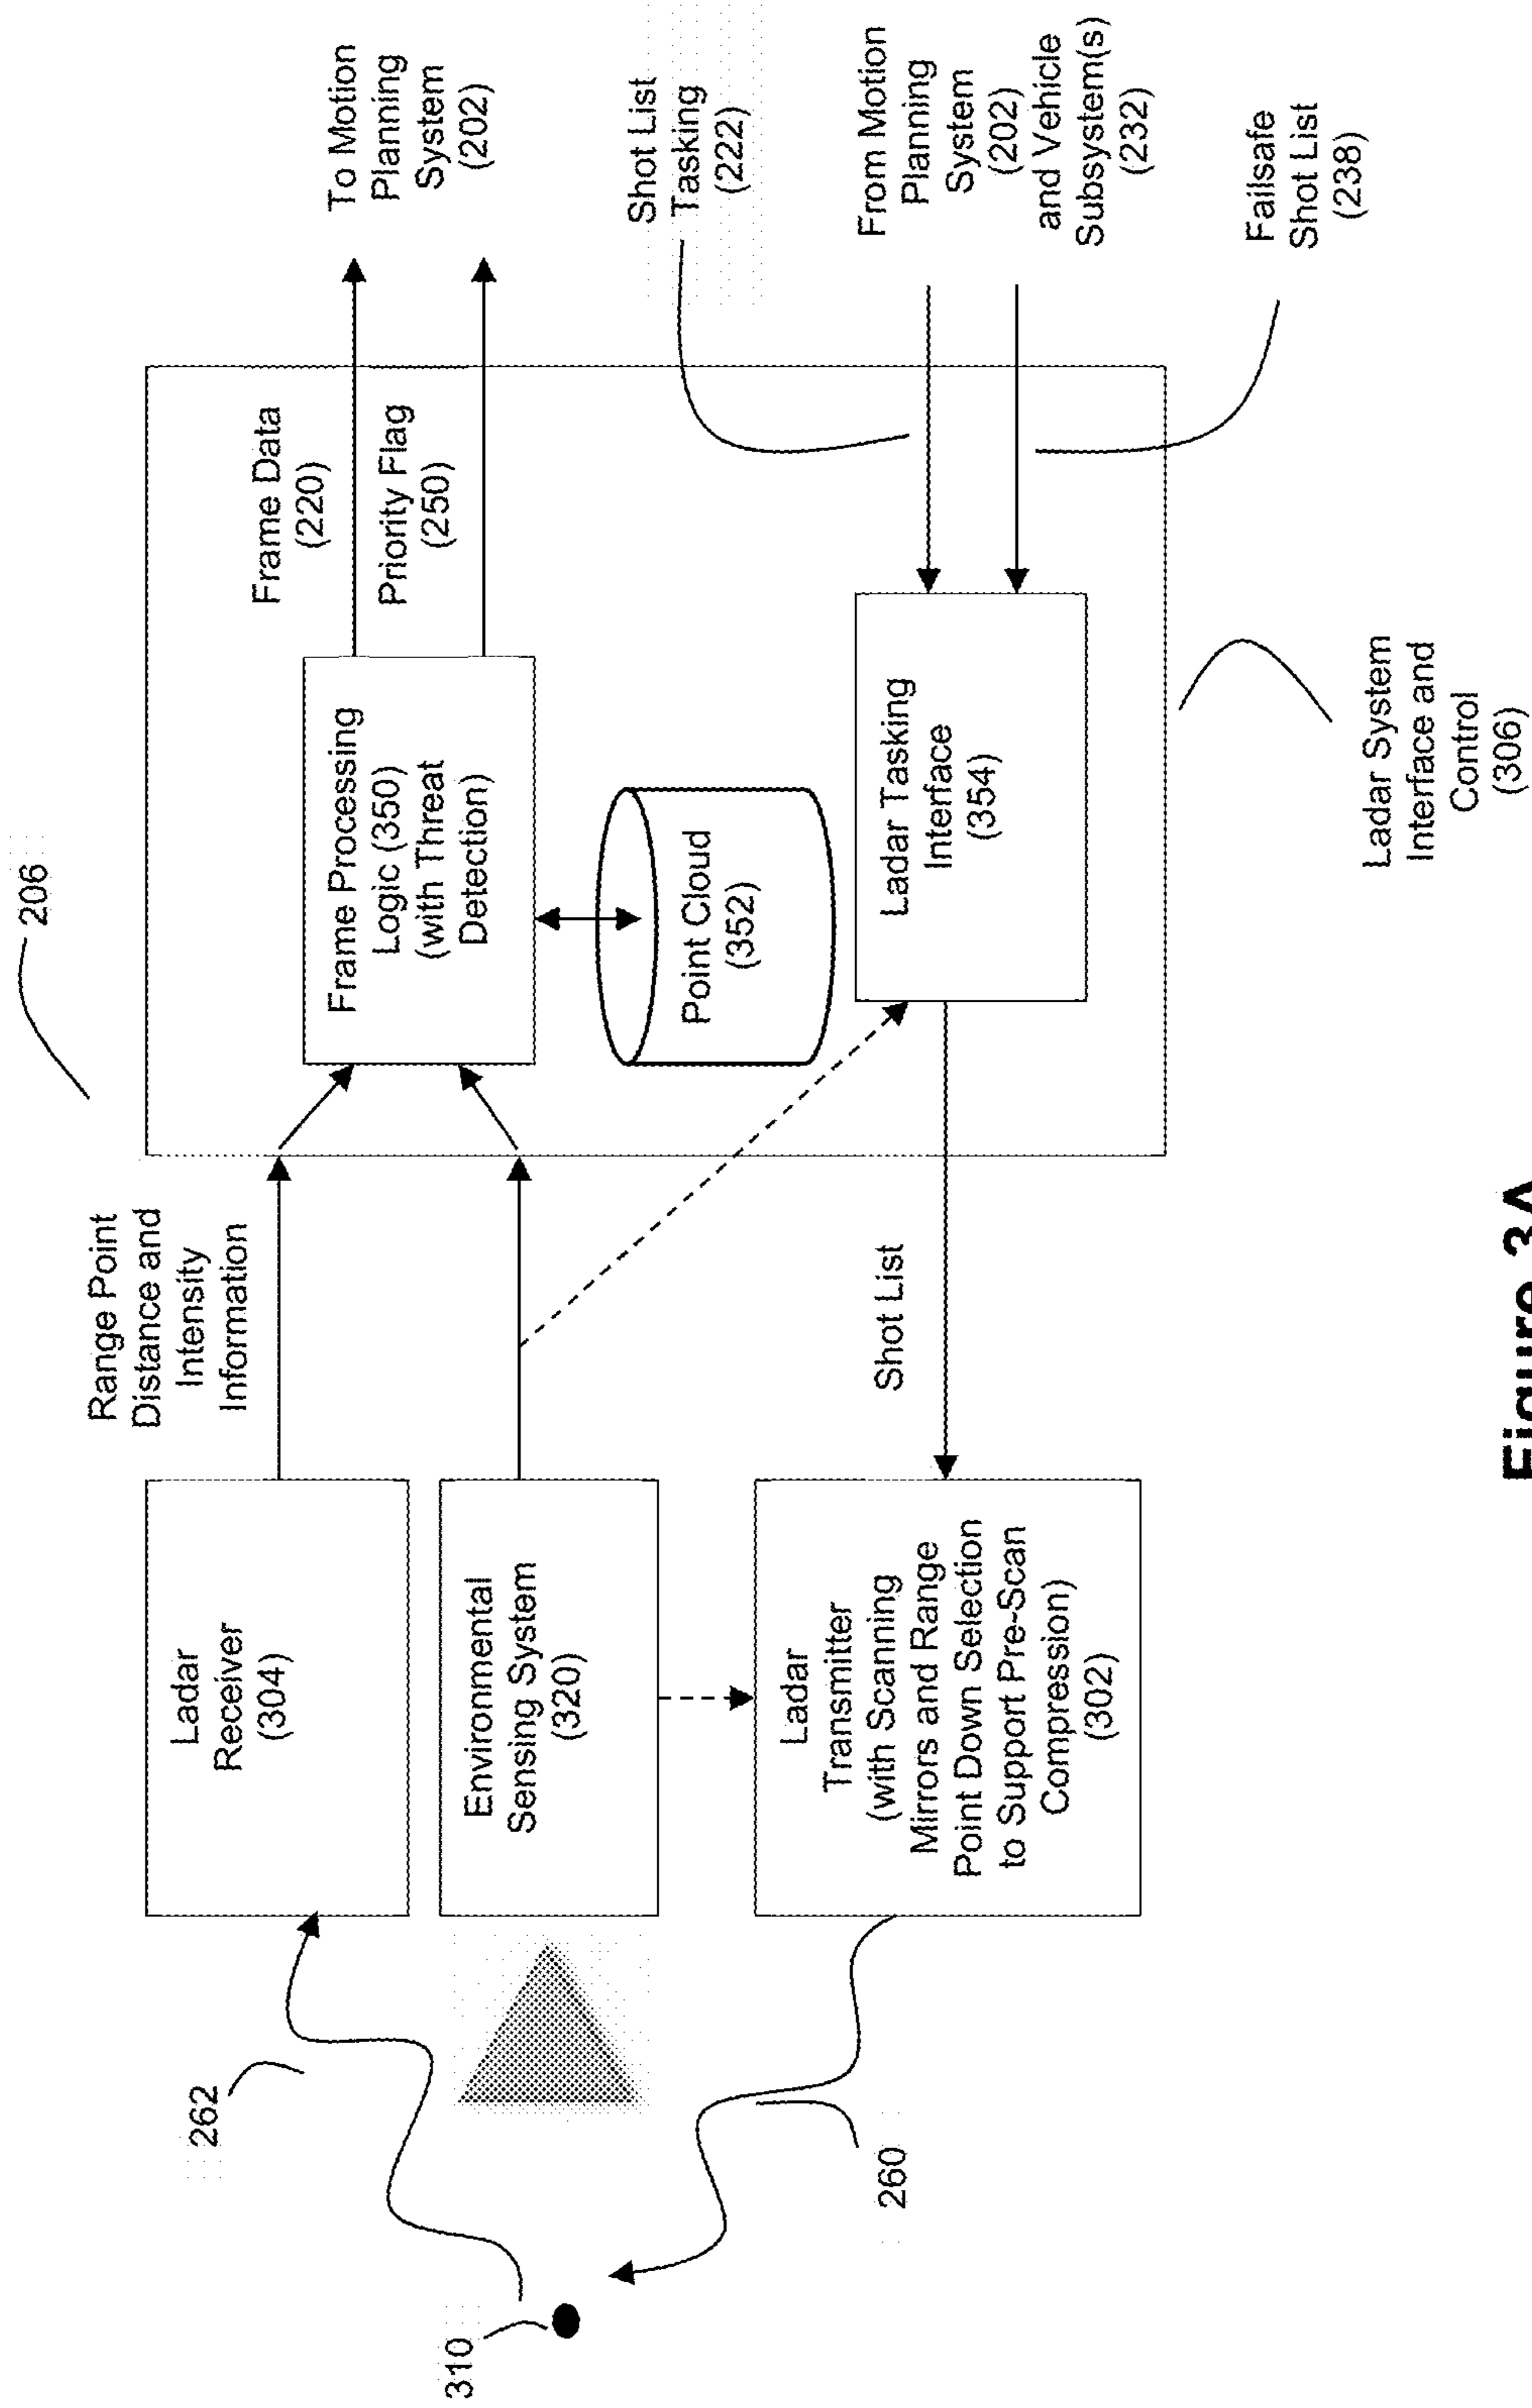 206
Range Point
Distance and
Intensity
Information
Frame Data
(220)
Priority Flag
(250)
To Motion
Planning
System
(202)
Ladar
Receiver
(304)
Frame Processing
Logic (350)
(with Threat
Detection)
Shot List
Tasking
(222)
262
Environmental
Sensing System
(320)
Point Cloud
(352)
310
Shot List
Ladar Tasking
Interface
(354)
From Motion
Planning
System
(202)
and Vehicle
Subsystem(s)
(232)
Ladar
Transmitter
(with Scanning
Mirrors and Range
Point Down Selection
to Support Pre-Scan
Compression)
(302)
260
Failsafe
Shot List
(238)
Ladar System
Interface and
Control
(306)
Figure 3A